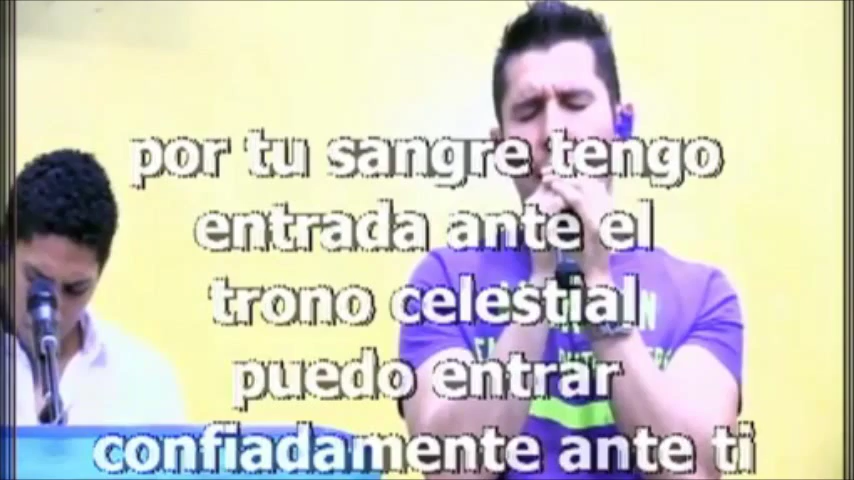 por tu sangre tengo
entrada ante el
trono celestial
puedo entrar
confiadamente ante ti